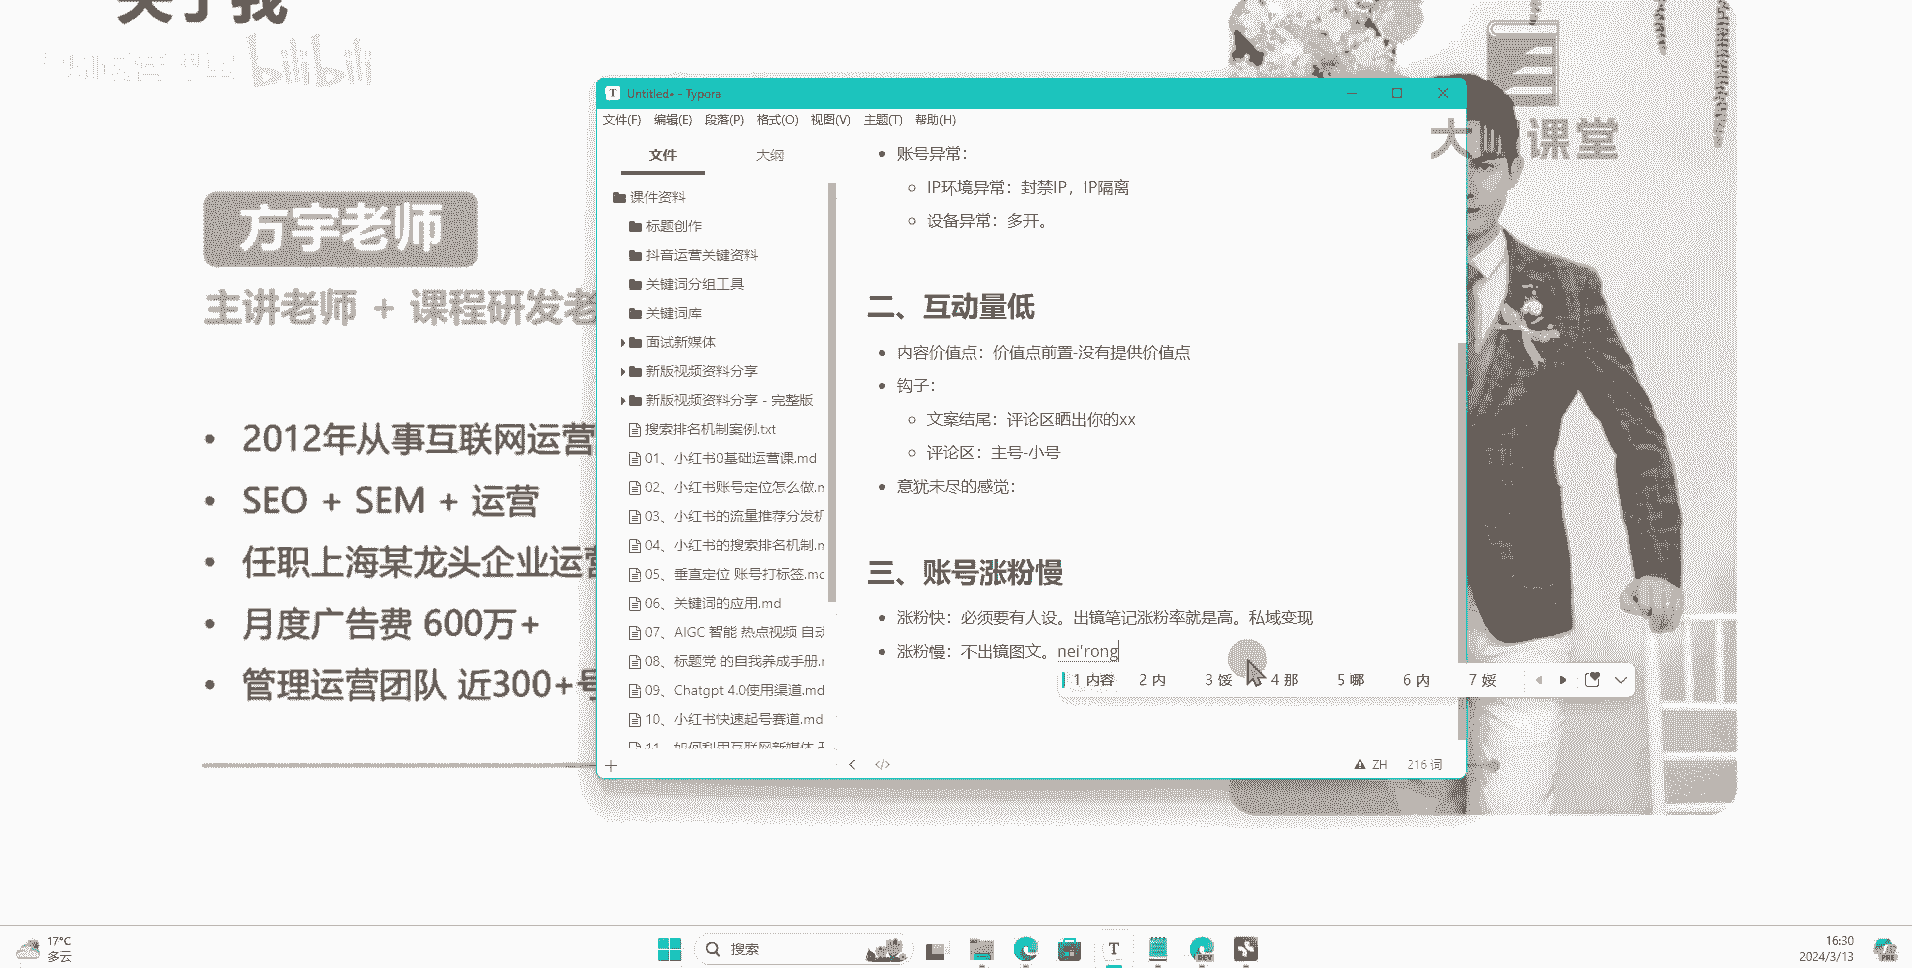 关于我
bilibili
大 课堂
方宇老师
主讲老师 + 课程研发老
2012年从事互联网运营
SEO + SEM + 运营
任职上海某龙头企业运营
月度广告费 600万+
管理运营团队 近300+号
Untitled• - Typora
文件(F) 编辑(E) 段落(P) 格式(O) 视图(V) 主题(T) 帮助(H)
文件 大纲
课件资料
标题创作
抖音运营关键资料
关键词分组工具
关键词库
面试新媒体
新版视频资料分享
新版视频资料分享 - 完整版
搜索排名机制案例.txt
01、小红书0基础运营课.md
02、小红书账号定位怎么做.m
03、小红书的流量推荐分发机
04、小红书的搜索排名机制.m
05、垂直定位 账号打标签.mc
06、关键词的应用.md
07、AIGC 智能 热点视频 自动
08、标题党 的自我养成手册.r
09、Chatgpt 4.0使用渠道.md
10、小红书快速起号赛道.md
11、如何利用互联网新媒体
账号异常：
IP环境异常：封禁IP，IP隔离
设备异常：多开。
二、互动量低
内容价值点：价值点前置-没有提供价值点
钩子：
文案结尾：评论区晒出你的xx
评论区：主号-小号
意犹未尽的感觉：
三、账号涨粉慢
涨粉快：必须要有人设。出镜笔记涨粉率就是高。私域变现
涨粉慢：不出镜图文。nei'rong
1 内容 2 内 3 馁 4 那 5 哪 6 内 7 娞
ZH 216 词
17°C
多云
搜索
T
DEV
16:30
2024/3/13
PRE